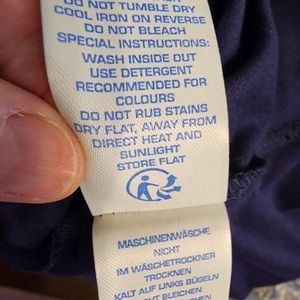 DO NOT TUMBLE DRY
COOL IRON ON REVERSE
DO NOT BLEACH
SPECIAL INSTRUCTIONS:
WASH INSIDE OUT
USE DETERGENT
RECOMMENDED FOR
COLOURS
DO NOT RUB STAINS
DRY FLAT, AWAY FROM
DIRECT HEAT AND
SUNLIGHT
STORE FLAT
MASCHINENWÄSCHE
NICHT
IM WÄSCHETROCKNER
TROCKNEN
KALT AUF LINKS BÜGELN
BLEICHEN